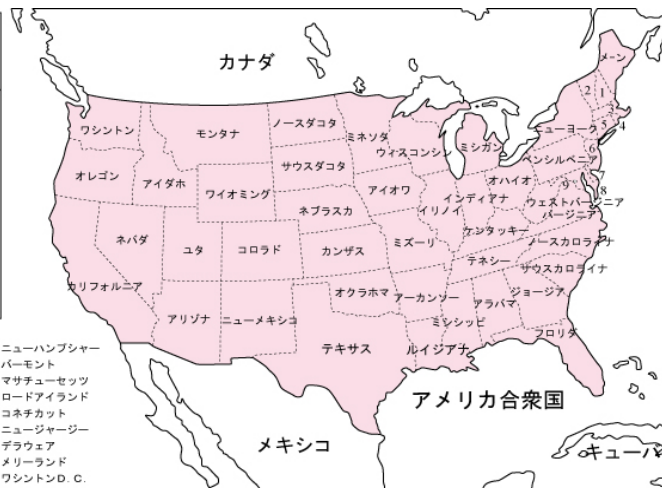 カナダ
メーン
2
1
3
ワシントン
モンタナ
ノースダコタ
ミネソタ
ニューヨーク
5
4
ウィスコンシン
ミシガン
6
ペンシルベニア
サウスダコタ
オレゴン
アイダホ
ワイオミング
アイオワ
オハイオ
7
9
8
インディアナ
ウェストバージニア
イリノイ
バージニア
ネブラスカ
ネバダ
ユタ
コロラド
カンザス
ミズーリ
ケンタッキー
ノースカロライナ
テネシー
サウスカロライナ
カリフォルニア
オクラホマ
アーカンソー
アラバマ
ジョージア
アリゾナ
ニューメキシコ
ミシシッピ
フロリダ
テキサス
ルイジアナ
アメリカ合衆国
メキシコ
キューバ
ニューハンプシャー
バーモント
マサチューセッツ
ロードアイランド
コネチカット
ニュージャージー
デラウェア
メリーランド
ワシントンD.C.